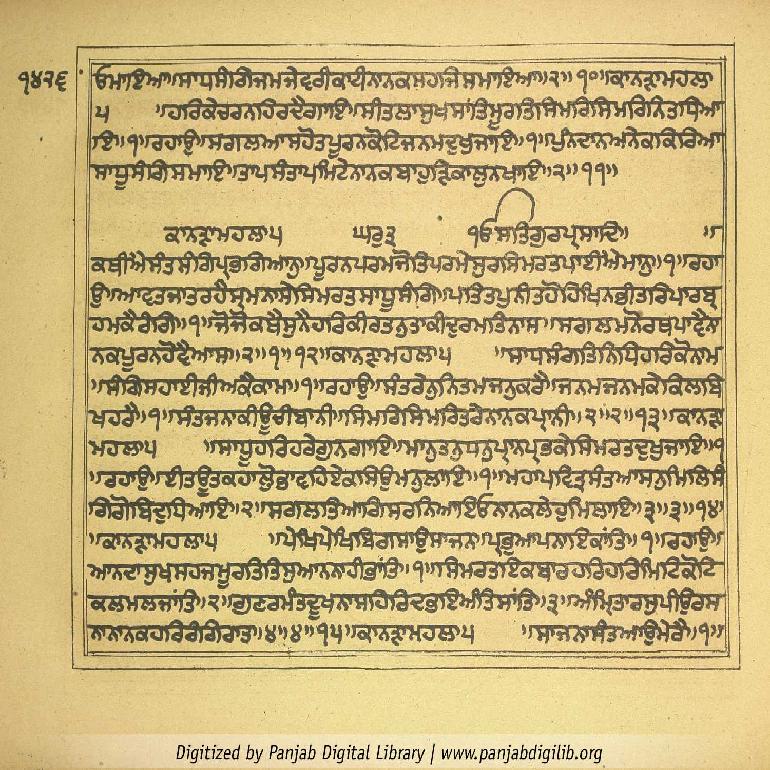 ੧੪੨੬
ਓਮਾਇਆ॥ਸਾਧਸੰਗਿਜਮਜੇਵਰੀਕਾਟੀਨਾਨਕਸਹਜਿਸਮਾਇਆ॥੨॥੧੦॥ਕਾਨੜਾਮਹਲਾ
੫ ॥ਹਰਿਕੇਚਰਨਹਿਰਦੈਗਾਇ॥ਸੀਤਲਾਸੁਖਸਾਂਤਿਮੂਰਤਿਸਿਮਰਿਸਿਮਰਿਨਿਤਧਿਆ
ਇ॥੧॥ਰਹਾਉ॥ਸਗਲਆਸਹੋਤਪੂਰਨਕੋਟਿਜਨਮਦੁਖੁਜਾਇ॥੧॥ਪੁੰਨਦਾਨਅਨੇਕਕਿਰਿਆ
ਸਾਧੂਸੰਗਿਸਮਾਇ॥ਤਾਪਸੰਤਾਪਮਿਟੇਨਾਨਕਬਾਹੁੜਿਕਾਲੁਨਖਾਇ॥੨॥੧੧॥
ਕਾਨੜਾਮਹਲਾ੫ ਘਰੁ੩ ੴਸਤਿਗੁਰਪ੍ਰਸਾਦਿ॥ ॥
ਕਥੀਐਸੰਤਸੰਗਿਪ੍ਰਭਗਿਆਨੁ॥ਪੂਰਨਪਰਮਜੋਤਿਪਰਮੇਸੁਰਸਿਮਰਤਪਾਈਐਮਾਨੁ॥੧॥ਰਹਾ
ਉ॥ਆਵਤਜਾਤਰਹੇਸ੍ਰਮਨਾਸੇਸਿਮਰਤਸਾਧੂਸੰਗਿ॥ਪਤਿਤਪੁਨੀਤਹੋਹਿਖਿਨਭੀਤਰਿਪਾਰਬ੍ਰ
ਹਮਕੈਰੰਗਿ॥੧॥ਜੋਜੋਕਥੈਸੁਨੈਹਰਿਕੀਰਤਨੁਤਾਕੀਦੁਰਮਤਿਨਾਸ॥ਸਗਲਮਨੋਰਥਪਾਵੈਨਾ
ਨਕਪੂਰਨਹੋਵੈਆਸ॥੨॥੧॥੧੨॥ਕਾਨੜਾਮਹਲਾ੫ ॥ਸਾਧਸੰਗਤਿਨਿਧਿਹਰਿਕੋਨਾਮ
॥ਸੰਗਿਸਹਾਈਜੀਅਕੈਕਾਮ॥੧॥ਰਹਾਉ॥ਸੰਤਰੇਨੁਨਿਤਿਮਜਨੁਕਰੈ॥ਜਨਮਜਨਮਕੇਕਿਲਬਿ
ਖਹਰੈ॥੧॥ਸੰਤਜਨਾਕੀਊਚੀਬਾਨੀ॥ਸਿਮਰਿਸਿਮਰਿਤਰੇਨਾਨਕਪ੍ਰਾਨੀ॥੨॥੨॥੧੩॥ਕਾਨੜਾ
ਮਹਲਾ੫ ॥ਸਾਧੂਹਰਿਹਰੇਗੁਨਗਾਇ॥ਮਾਨਤਨੁਧਨੁਪ੍ਰਾਨਪ੍ਰਭਕੇਸਿਮਰਤਦੁਖੁਜਾਇ॥੧
॥ਰਹਾਉ॥ਈਤਊਤਕਹਾਲੋੁਭਾਵਹਿਏਕਸਿਉਮਨੁਲਾਇ॥੧॥ਮਹਾਪਵਿਤ੍ਰਸੰਤਆਸਨੁਮਿਲਿਸੰ
ਗਿਗੋਬਿਦੁਧਿਆਇ॥੨॥ਸਗਲਤਿਆਗਿਸਰਨਿਆਇਓਨਾਨਕਲੇਹੁਮਿਲਾਇ॥੩॥੩॥੧੪
॥ਕਾਨੜਾਮਹਲਾ੫ ॥ਪੇਖਿਪੇਖਿਬਿਗਸਾਉਸਾਜਨਪ੍ਰਭੁਆਪਨਾਇਕਾਂਤ॥੧॥ਰਹਾਉ॥
ਆਨਦਾਸੁਖਸਹਜਮੂਰਤਿਤਿਸੁਆਨਨਾਹੀਭਾਂਤਿ॥੧॥ਸਿਮਰਤਇਕਬਾਰਹਰਿਹਰਿਮਿਟਿਕੋਟਿ
ਕਸਮਲਜਾਂਤਿ॥੨॥ਗੁਣਰਮੰਤਦੂਖਨਾਸਹਿਰਿਦਭਇਅੰਤਿਸਾਂਤਿ॥੩॥ਅੰਮ੍ਰਿਤਾਰਸੁਪੀਉਰਸ
ਨਾਨਾਨਕਹਰਿਰੰਗਿਰਾਤ॥੪॥੪॥੧੫॥ਕਾਨੜਾਮਹਲਾ੫ ॥ਸਾਜਨਾਸੰਤਆਉਮੇਰੈ॥੧॥
Digitized by Panjab Digital Library | www.panjabdigilib.org